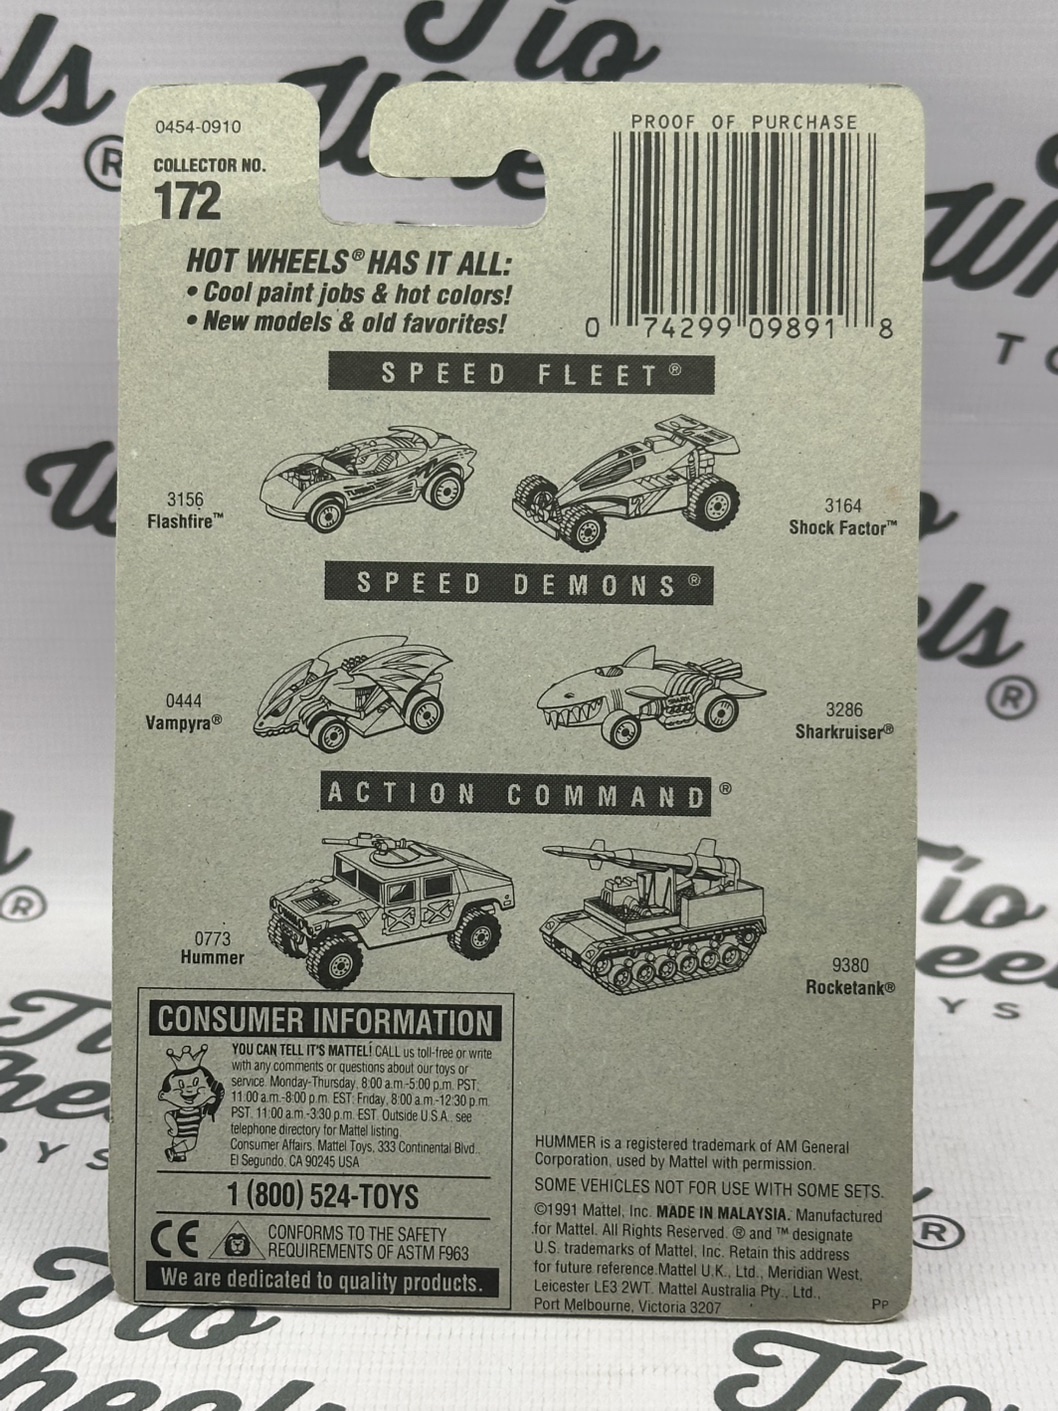 Tio
Wheels
®
TOYS
0454-0910
COLLECTOR NO.
172
PROOF OF PURCHASE
0 74299 09891 8
HOT WHEELS® HAS IT ALL:
• Cool paint jobs & hot colors!
• New models & old favorites!
SPEED FLEET®
3156
Flashfire™
TURBO
3164
Shock Factor™
SPEED DEMONS®
0444
Vampyra®
3286
Sharkruiser®
ACTION COMMAND®
0773
Hummer
9380
Rocketank®
CONSUMER INFORMATION
YOU CAN TELL IT'S MATTEL! CALL us toll-free or write
with any comments or questions about our toys or
service. Monday-Thursday, 8:00 a.m.-5:00 p.m. PST;
11:00 a.m.-8:00 p.m. EST: Friday, 8:00 a.m.-12:30 p.m.
PST, 11:00 a.m.-3:30 p.m. EST. Outside U.S.A., see
telephone directory for Mattel listing.
Consumer Affairs, Mattel Toys, 333 Continental Blvd.,
El Segundo, CA 90245 USA
1 (800) 524-TOYS
CE
CONFORMS TO THE SAFETY
REQUIREMENTS OF ASTM F963
We are dedicated to quality products.
HUMMER is a registered trademark of AM General
Corporation, used by Mattel with permission.
SOME VEHICLES NOT FOR USE WITH SOME SETS.
©1991 Mattel, Inc. MADE IN MALAYSIA. Manufactured
for Mattel. All Rights Reserved. ® and ™ designate
U.S. trademarks of Mattel, Inc. Retain this address
for future reference.Mattel U.K., Ltd., Meridian West,
Leicester LE3 2WT. Mattel Australia Pty., Ltd.,
Port Melbourne, Victoria 3207
PP